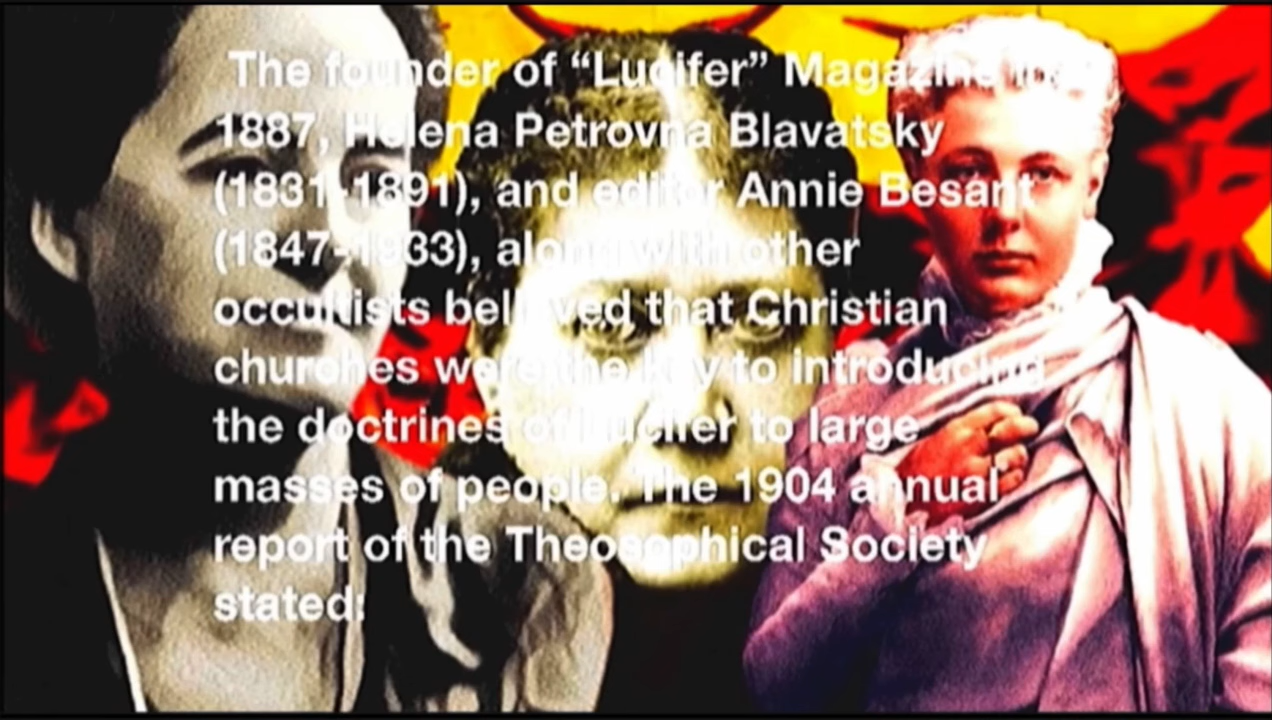 The founder of “Lucifer” Magazine in
1887, Helena Petrovna Blavatsky
(1831-1891), and editor Annie Besant
(1847-1933), along with other
occultists believed that Christian
churches were the key to introducing
the doctrines of Lucifer to large
masses of people. The 1904 annual
report of the Theosophical Society
stated: